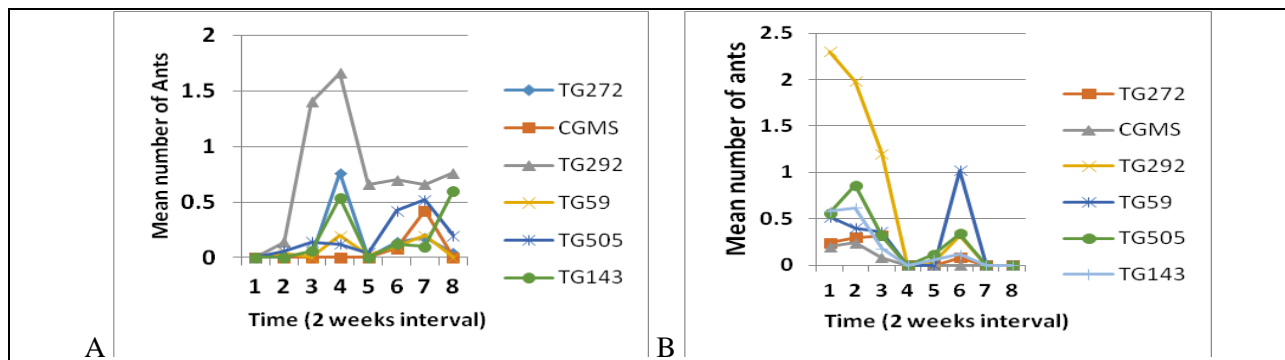 Mean number of Ants
2
1.5
1
0.5
0
1 2 3 4 5 6 7 8
Time (2 weeks interval)
TG272
CGMS
TG292
TG59
TG505
TG143
A
Mean number of ants
2.5
2
1.5
1
0.5
0
1 2 3 4 5 6 7 8
Time (2 weeks interval)
TG272
CGMS
TG292
TG59
TG505
TG143
B